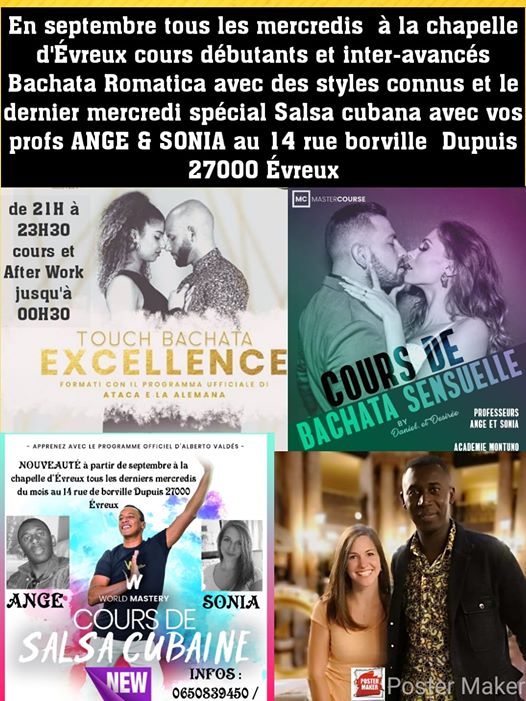 En septembre tous les mercredis à la chapelle
d'Évreux cours débutants et inter-avancés
Bachata Romatica avec des styles connus et le
dernier mercredi spécial Salsa cubana avec vos
profs ANGE & SONIA au 14 rue borville Dupuis
27000 Évreux
de 21H à
23H30
cours et
After Work
jusqu'à
00H30
TOUCH BACHATA
EXCELLENCE
FORMATI CON IL PROGRAMMA UFFICIALE DI
ATACA E LA ALEMANA
MC MASTERCOURSE
COURS DE
BACHATA SENSUELLE
BY
Daniel et Desirée
PROFESSEURS
ANGE ET SONIA
ACADEMIE MONTUNO
- APPRENEZ AVEC LE PROGRAMME OFFICIEL D'ALBERTO VALDÉS -
NOUVEAUTÉ à partir de septembre à la
chapelle d'Évreux tous les derniers mercredis
du mois au 14 rue de borville Dupuis 27000
Évreux
ANGE
SONIA
W
WORLD MASTERY
COURS DE
SALSA CUBAINE
NEW
INFOS :
0650839450 /
POSTER
MAKER
Poster Maker